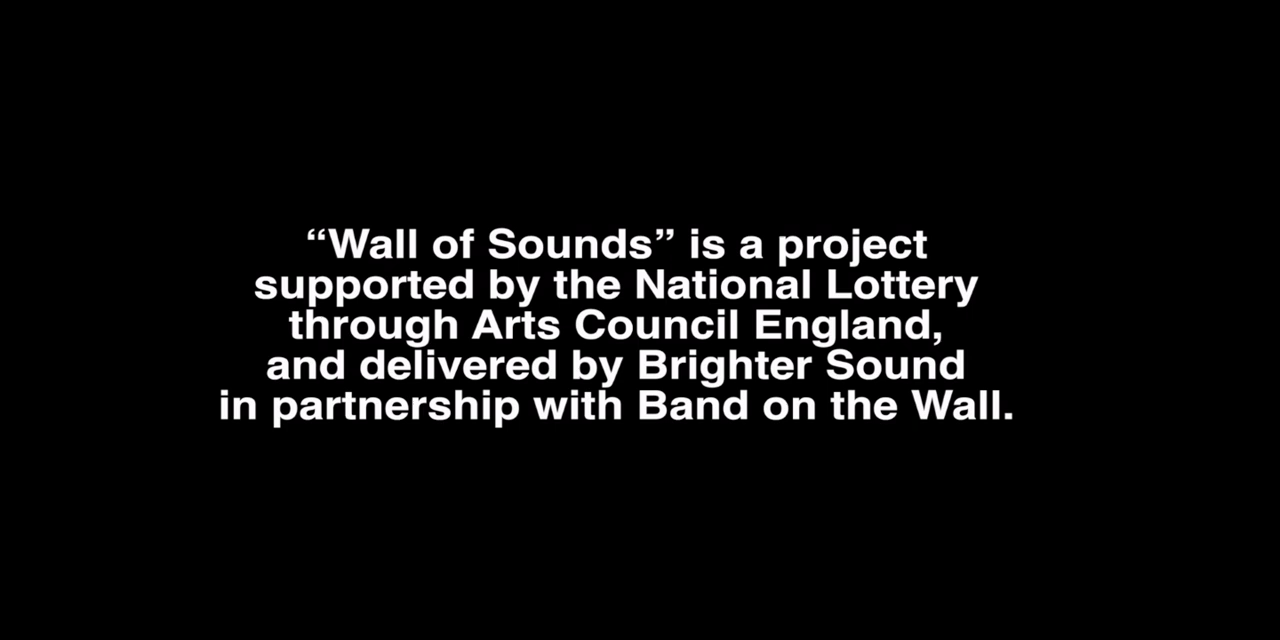 “Wall of Sounds” is a project
supported by the National Lottery
through Arts Council England,
and delivered by Brighter Sound
in partnership with Band on the Wall.